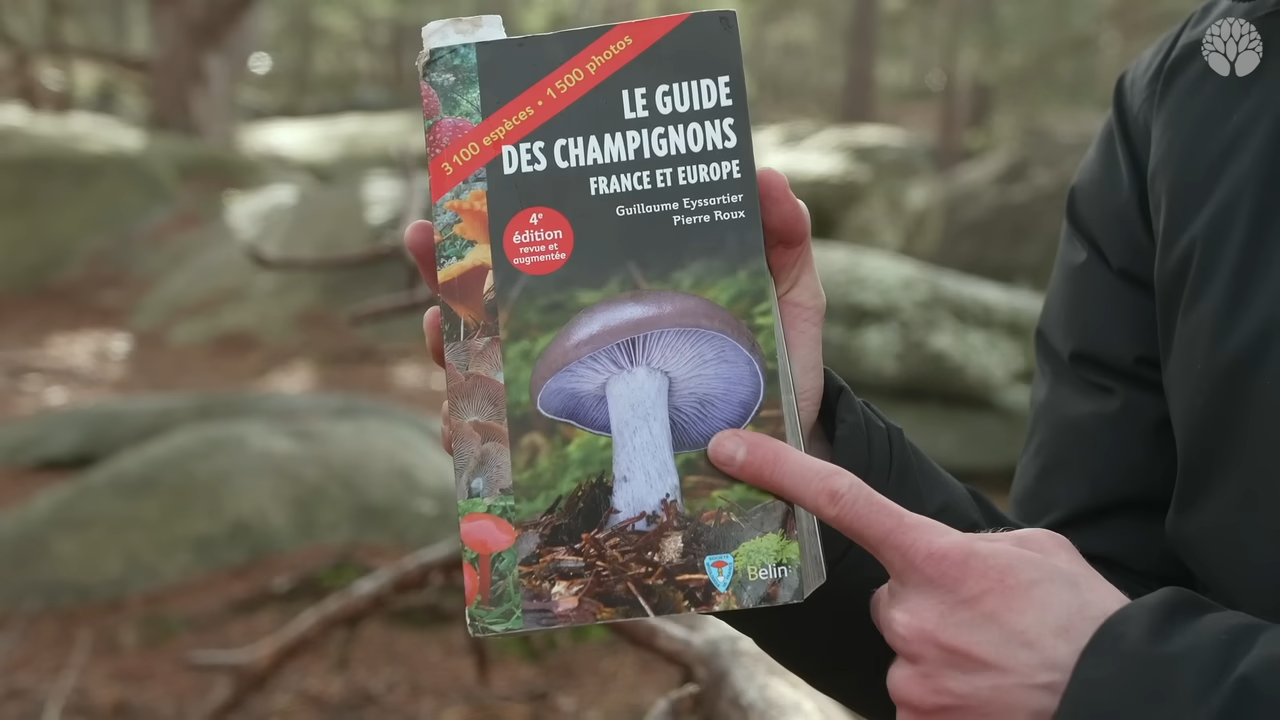 3 100 espèces • 1 500 photos
LE GUIDE
DES CHAMPIGNONS
FRANCE ET EUROPE
Guillaume Eyssartier
Pierre Roux
4e
édition
revue et
augmentée
Belin: